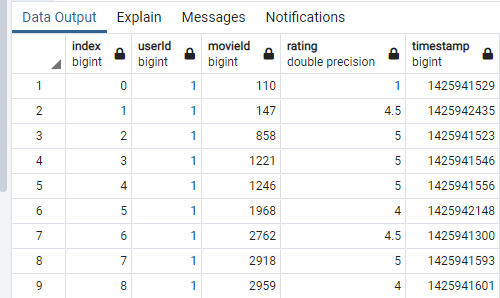 Data Output Explain Messages Notifications
index userId movieId rating timestamp
bigint bigint bigint double precision bigint
1 0 1 110 1 1425941529
2 1 1 147 4.5 1425942435
3 2 1 858 5 1425941523
4 3 1 1221 5 1425941546
5 4 1 1246 5 1425941556
6 5 1 1968 4 1425942148
7 6 1 2762 4.5 1425941300
8 7 1 2918 5 1425941593
9 8 1 2959 4 1425941601